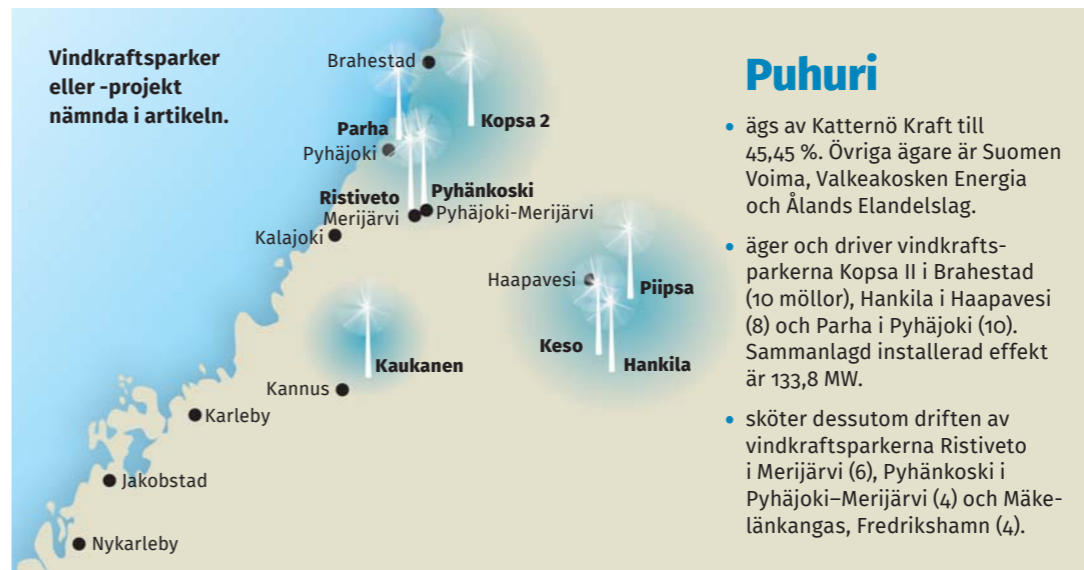 Vindkraftsparker
eller -projekt
nämnda i artikeln.
Brahestad
Kopsa 2
Parha
Pyhäjoki
Ristiveto
Merijärvi
Pyhänkoski
Pyhäjoki-Merijärvi
Kalajoki
Haapavesi
Piipsa
Keso
Hankila
Kaukanen
Kannus
Karleby
Jakobstad
Nykarleby
Puhuri
• ägs av Katternö Kraft till
45,45 %. Övriga ägare är Suomen
Voima, Valkeakosken Energia
och Ålands Elandelslag.
• äger och driver vindkrafts-
parkerna Kopsa II i Brahestad
(10 möllor), Hankila i Haapavesi
(8) och Parha i Pyhäjoki (10).
Sammanlagd installerad effekt
är 133,8 MW.
• sköter dessutom driften av
vindkraftsparkerna Ristiveto
i Merijärvi (6), Pyhänkoski i
Pyhäjoki–Merijärvi (4) och Mäke-
länkangas, Fredrikshamn (4).